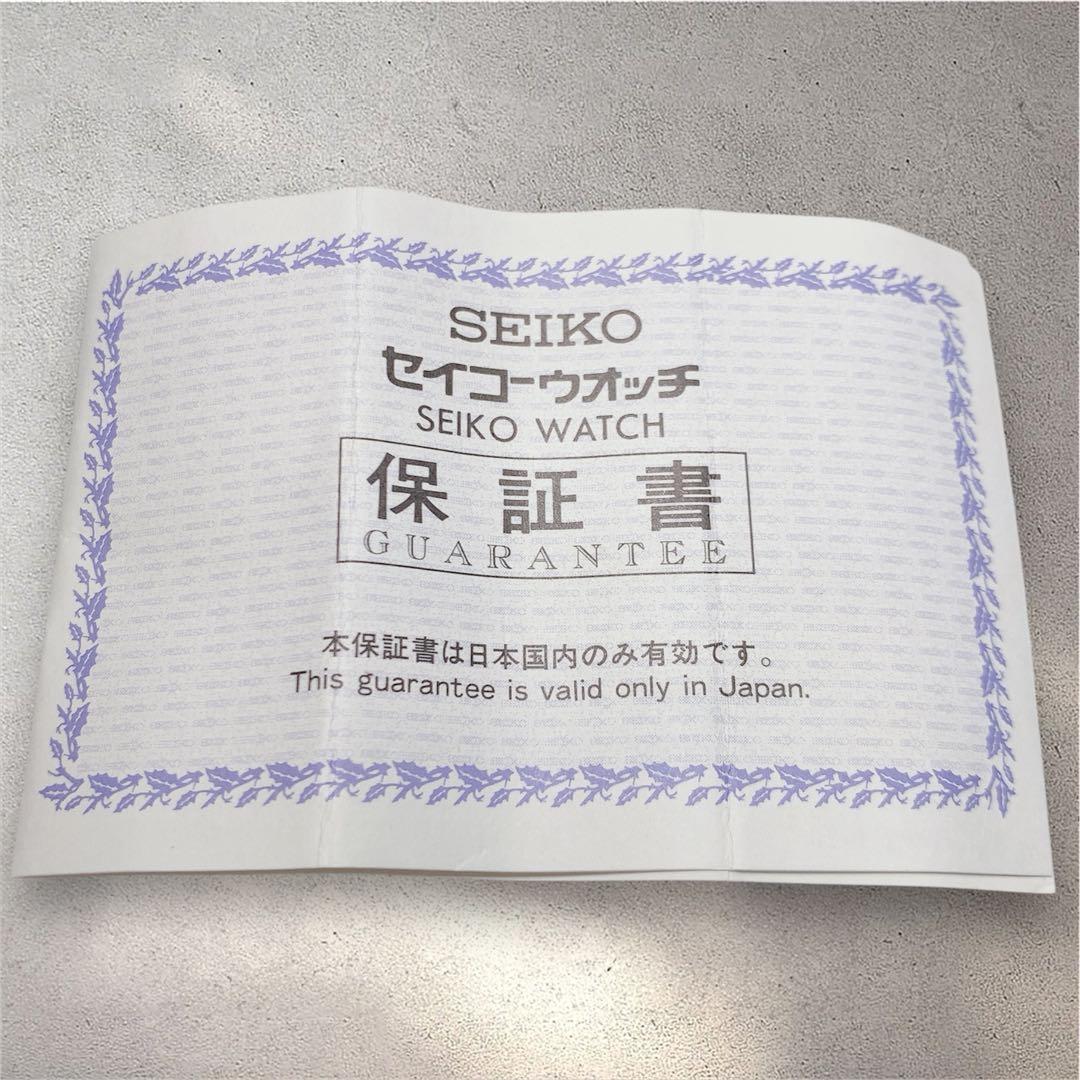 SEIKO
セイコーウオッチ
SEIKO WATCH
保証書
GUARANTEE
本保証書は日本国内のみ有効です。
This guarantee is valid only in Japan.